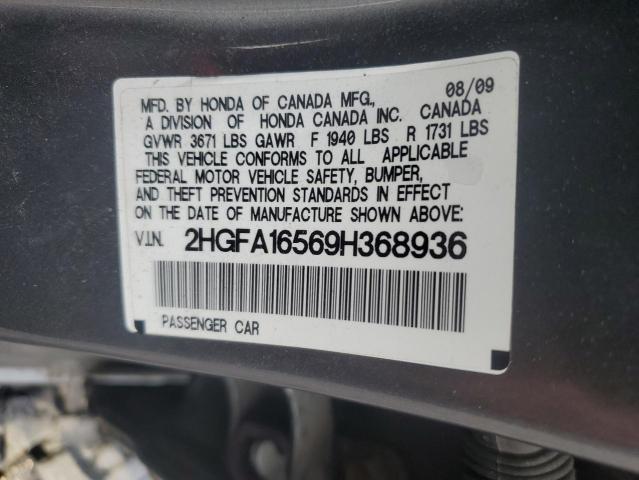 08/09
MFD. BY HONDA OF CANADA MFG.,
A DIVISION OF HONDA CANADA INC. CANADA
GVWR 3671 LBS GAWR F 1940 LBS R 1731 LBS
THIS VEHICLE CONFORMS TO ALL APPLICABLE
FEDERAL MOTOR VEHICLE SAFETY, BUMPER,
AND THEFT PREVENTION STANDARDS IN EFFECT
ON THE DATE OF MANUFACTURE SHOWN ABOVE:
V.I.N. 2HGFA16569H368936
PASSENGER CAR